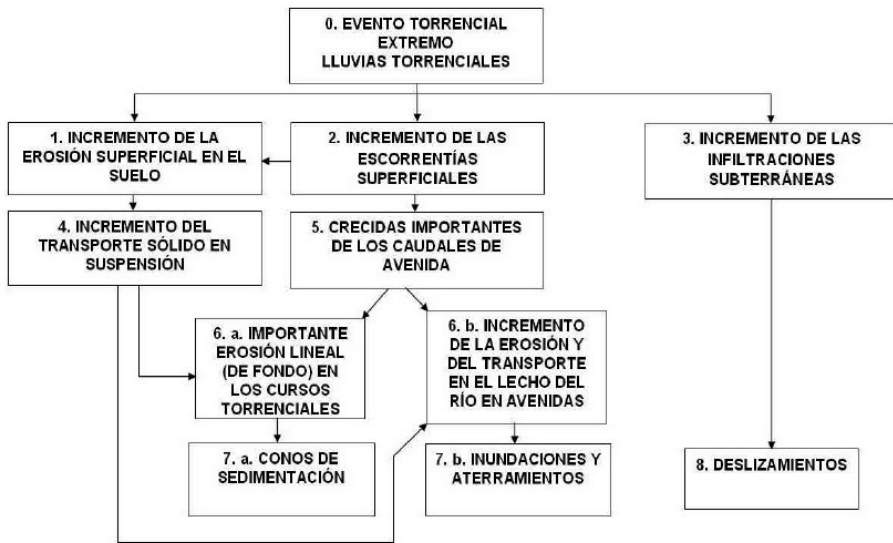 0. EVENTO TORRENCIAL
EXTREMO
LLUVIAS TORRENCIALES
1. INCREMENTO DE LA
EROSIÓN SUPERFICIAL EN EL
SUELO
2. INCREMENTO DE LAS
ESCORRENTÍAS
SUPERFICIALES
3. INCREMENTO DE LAS
INFILTRACIONES
SUBTERRÁNEAS
4. INCREMENTO DEL
TRANSPORTE SÓLIDO EN
SUSPENSIÓN
5. CRECIDAS IMPORTANTES
DE LOS CAUDALES DE
AVENIDA
6. a. IMPORTANTE
EROSIÓN LINEAL
(DE FONDO) EN
LOS CURSOS
TORRENCIALES
6. b. INCREMENTO
DE LA EROSIÓN Y
DEL TRANSPORTE
EN EL LECHO DEL
RÍO EN AVENIDAS
7. a. CONOS DE
SEDIMENTACIÓN
7. b, INUNDACIONES Y
ATERRAMIENTOS
8. DESLIZAMIENTOS